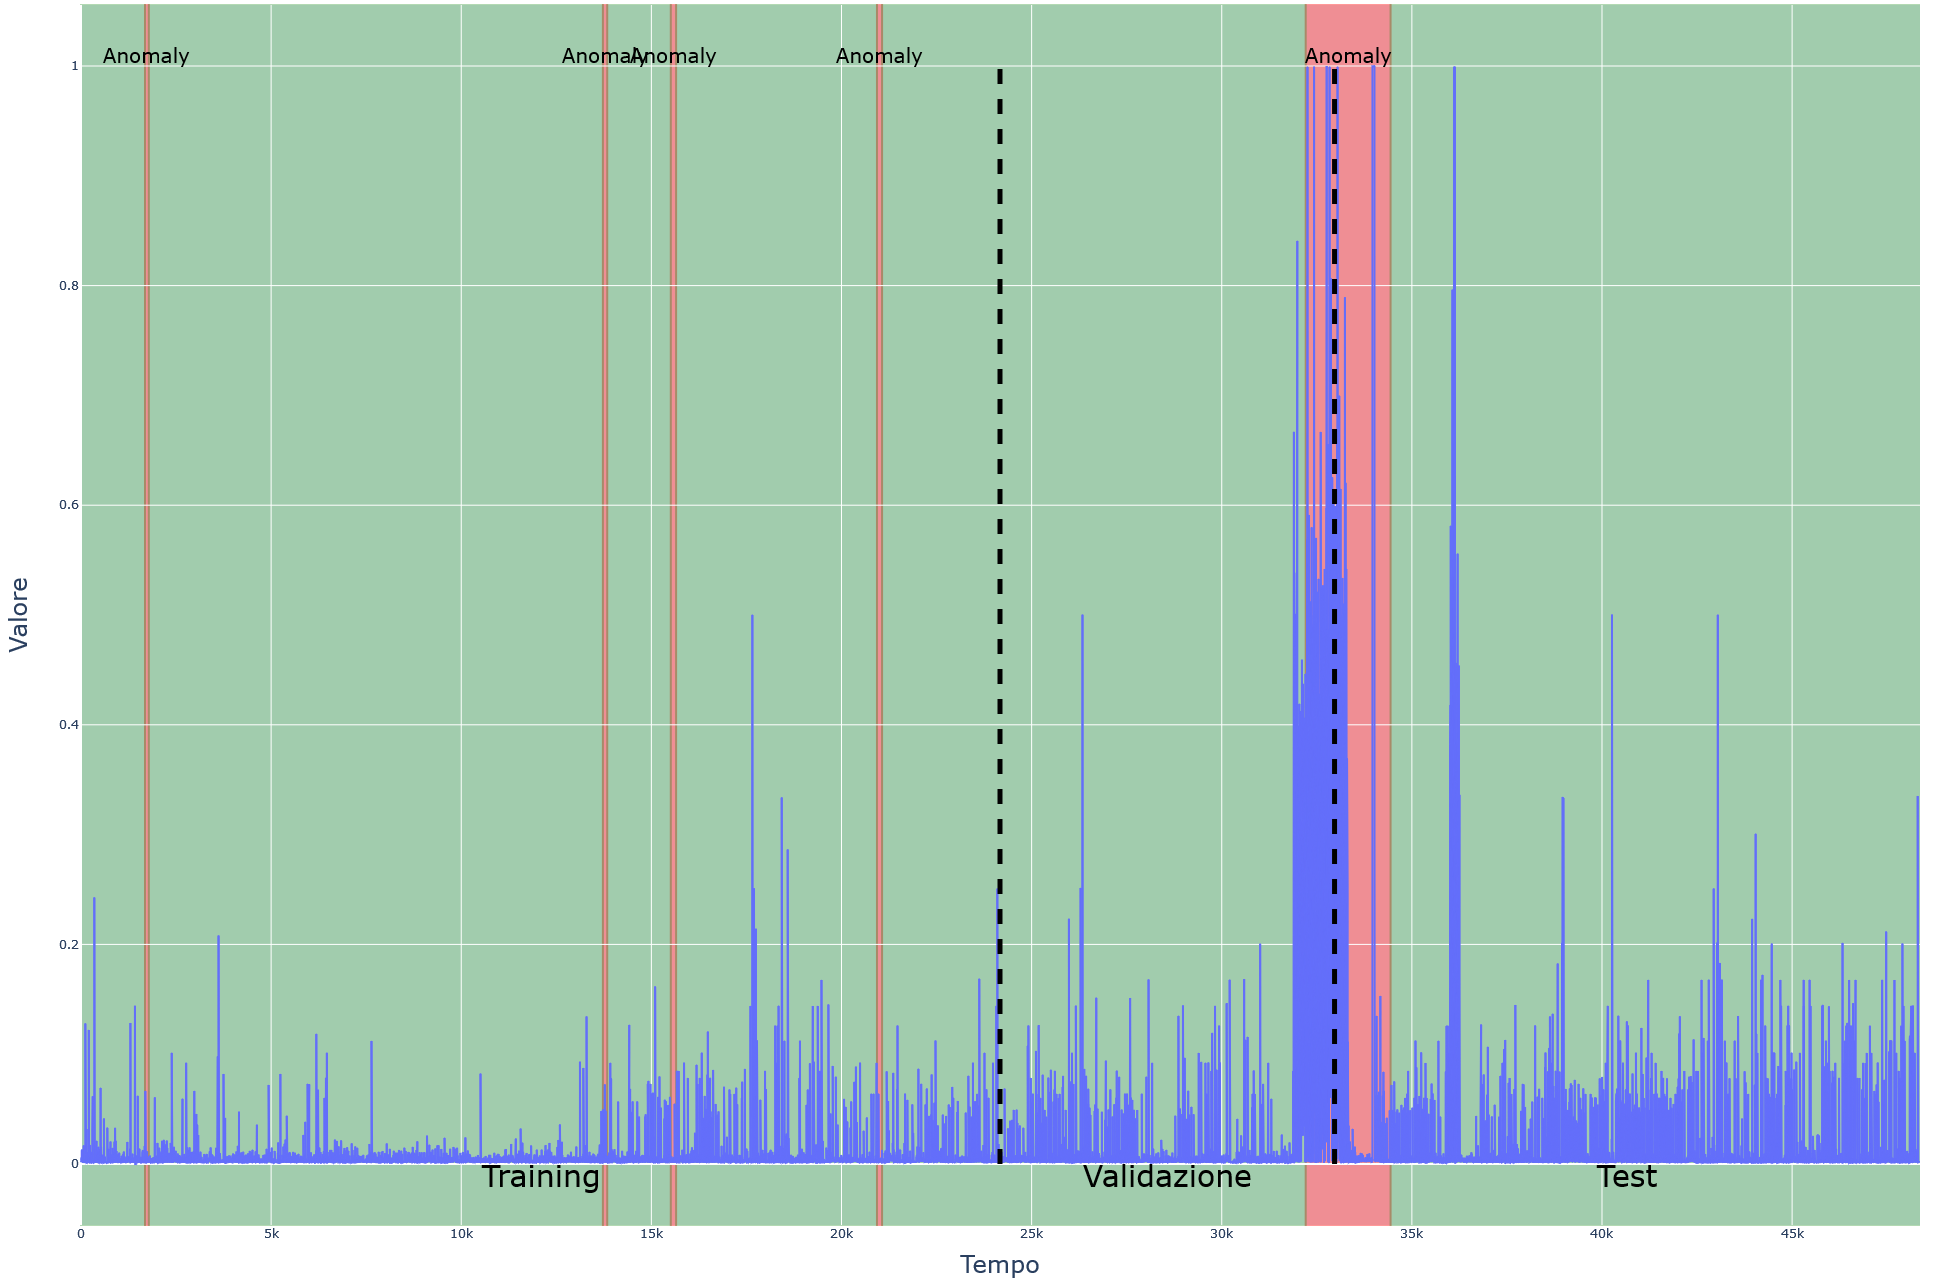 Anomaly Anomaly Anomaly Anomaly Anomaly
1
0.8
0.6
0.4
0.2
0
Valore
Training Validazione Test
0 5k 10k 15k 20k 25k 30k 35k 40k 45k
Tempo